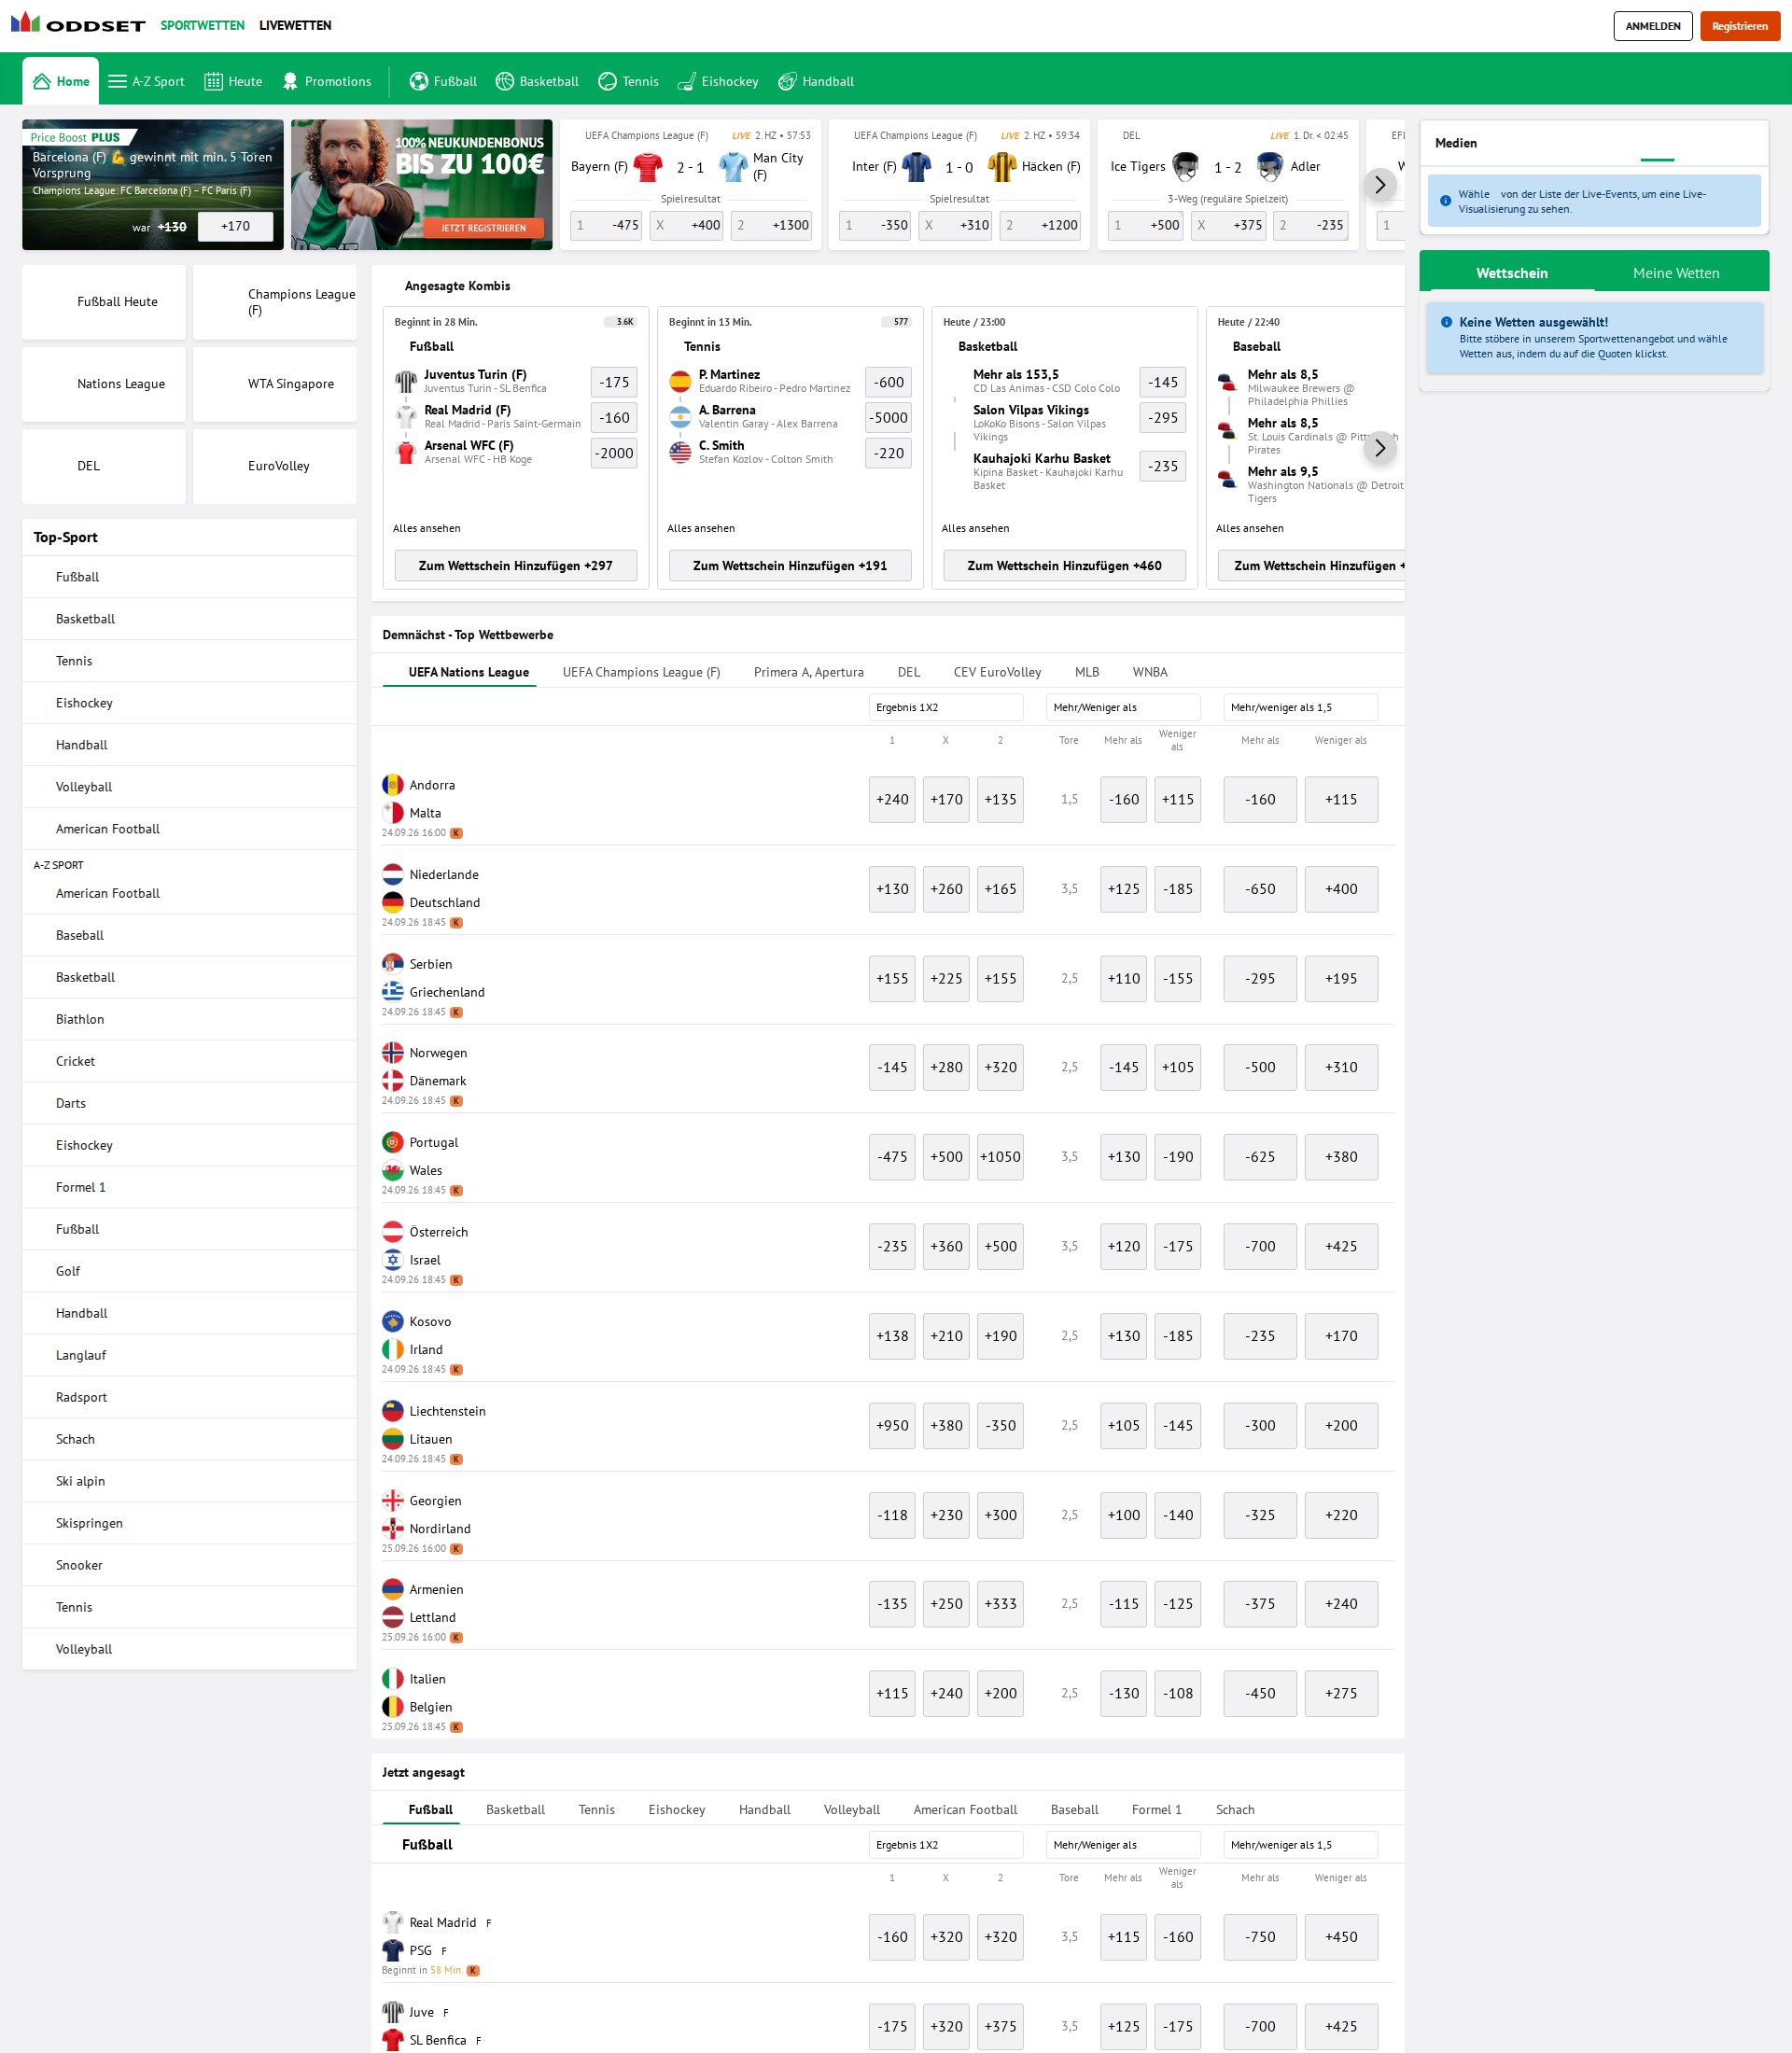 ODDSET SPORTWETTEN LIVEWETTEN ANMELDEN Registrieren
Home A-Z Sport Heute Promotions Fußball Basketball Tennis Eishockey Handball
Price Boost PLUS
Barcelona (F) 💪 gewinnt mit min. 5 Toren
Vorsprung
Champions League: FC Barcelona (F) – FC Paris (F)
war +130 +170
100% NEUKUNDENBONUS
BIS ZU 100€
JETZT REGISTRIEREN
UEFA Champions League (F) LIVE 2. HZ • 57:53
Bayern (F) 2 - 1 Man City
(F)
Spielresultat
1 -475 X +400 2 +1300
UEFA Champions League (F) LIVE 2. HZ • 59:34
Inter (F) 1 - 0 Häcken (F)
Spielresultat
1 -350 X +310 2 +1200
DEL LIVE 1. Dr. < 02:45
Ice Tigers 1 - 2 Adler
3-Weg (reguläre Spielzeit)
1 +500 X +375 2 -235
1
Medien
Wähle von der Liste der Live-Events, um eine Live-
Visualisierung zu sehen.
Wettschein Meine Wetten
Keine Wetten ausgewählt!
Bitte stöbere in unserem Sportwettenangebot und wähle
Wetten aus, indem du auf die Quoten klickst.
Fußball Heute
Champions League
(F)
Nations League
WTA Singapore
DEL
EuroVolley
Top-Sport
Fußball
Basketball
Tennis
Eishockey
Handball
Volleyball
American Football
A-Z SPORT
American Football
Baseball
Basketball
Biathlon
Cricket
Darts
Eishockey
Formel 1
Fußball
Golf
Handball
Langlauf
Radsport
Schach
Ski alpin
Skispringen
Snooker
Tennis
Volleyball
Angesagte Kombis
Beginnt in 28 Min. 3.6K
Fußball
Juventus Turin (F) -175
Juventus Turin - SL Benfica
Real Madrid (F) -160
Real Madrid - Paris Saint-Germain
Arsenal WFC (F) -2000
Arsenal WFC - HB Koge
Alles ansehen
Zum Wettschein Hinzufügen +297
Beginnt in 13 Min. 577
Tennis
P. Martinez -600
Eduardo Ribeiro - Pedro Martinez
A. Barrena -5000
Valentin Garay - Alex Barrena
C. Smith -220
Stefan Kozlov - Colton Smith
Alles ansehen
Zum Wettschein Hinzufügen +191
Heute / 23:00
Basketball
Mehr als 153,5 -145
CD Las Animas - CSD Colo Colo
Salon Vilpas Vikings -295
LoKoKo Bisons - Salon Vilpas
Vikings
Kauhajoki Karhu Basket -235
Kipina Basket - Kauhajoki Karhu
Basket
Alles ansehen
Zum Wettschein Hinzufügen +460
Heute / 22:40
Baseball
Mehr als 8,5
Milwaukee Brewers @
Philadelphia Phillies
Mehr als 8,5
St. Louis Cardinals @
Pirates
Mehr als 9,5
Washington Nationals @ Detroit
Tigers
Alles ansehen
Zum Wettschein Hinzufügen +
Demnächst - Top Wettbewerbe
UEFA Nations League UEFA Champions League (F) Primera A, Apertura DEL CEV EuroVolley MLB WNBA
Ergebnis 1X2 Mehr/Weniger als Mehr/weniger als 1,5
1 X 2 Tore Mehr als Weniger als Mehr als Weniger als
Andorra
Malta
+240 +170 +135 1,5 -160 +115 -160 +115
24.09.26 16:00 K
Niederlande
Deutschland
+130 +260 +165 3,5 +125 -185 -650 +400
24.09.26 18:45 K
Serbien
Griechenland
+155 +225 +155 2,5 +110 -155 -295 +195
24.09.26 18:45 K
Norwegen
Dänemark
-145 +280 +320 2,5 -145 +105 -500 +310
24.09.26 18:45 K
Portugal
Wales
-475 +500 +1050 3,5 +130 -190 -625 +380
24.09.26 18:45 K
Österreich
Israel
-235 +360 +500 3,5 +120 -175 -700 +425
24.09.26 18:45 K
Kosovo
Irland
+138 +210 +190 2,5 +130 -185 -235 +170
24.09.26 18:45 K
Liechtenstein
Litauen
+950 +380 -350 2,5 +105 -145 -300 +200
24.09.26 18:45 K
Georgien
Nordirland
-118 +230 +300 2,5 +100 -140 -325 +220
25.09.26 16:00 K
Armenien
Lettland
-135 +250 +333 2,5 -115 -125 -375 +240
25.09.26 16:00 K
Italien
Belgien
+115 +240 +200 2,5 -130 -108 -450 +275
25.09.26 18:45 K
Jetzt angesagt
Fußball Basketball Tennis Eishockey Handball Volleyball American Football Baseball Formel 1 Schach
Fußball Ergebnis 1X2 Mehr/Weniger als Mehr/weniger als 1,5
1 X 2 Tore Mehr als Weniger als Mehr als Weniger als
Real Madrid F
PSG F
-160 +320 +320 3,5 +115 -160 -750 +450
Beginnt in 58 Min. K
Juve F
SL Benfica F
-175 +320 +375 3,5 +125 -175 -700 +425